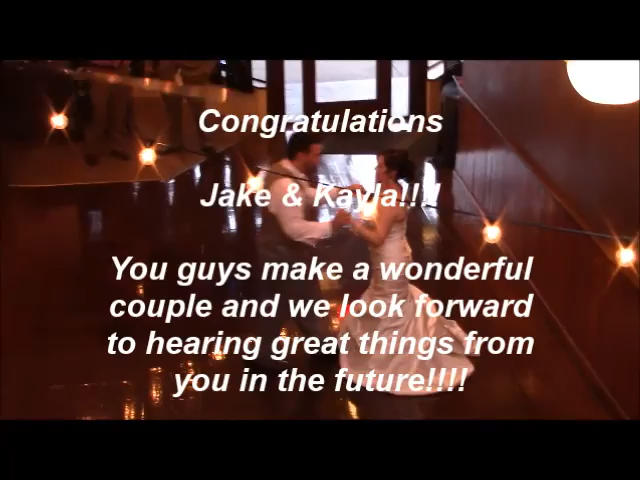 Congratulations
Jake & Kayla!!!!
You guys make a wonderful
couple and we look forward
to hearing great things from
you in the future!!!!